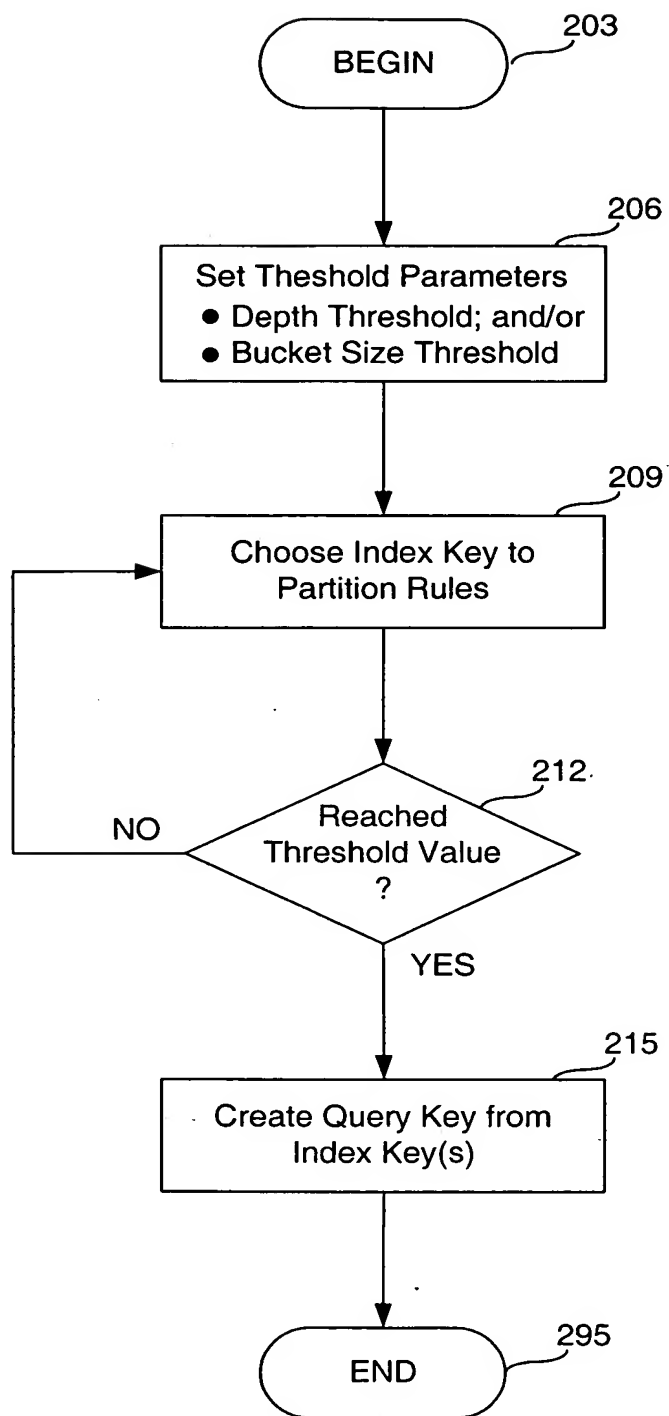 203
BEGIN
206
Set Theshold Parameters
● Depth Threshold; and/or
● Bucket Size Threshold
209
Choose Index Key to
Partition Rules
212
Reached
Threshold Value
?
NO
YES
215
Create Query Key from
Index Key(s)
295
END